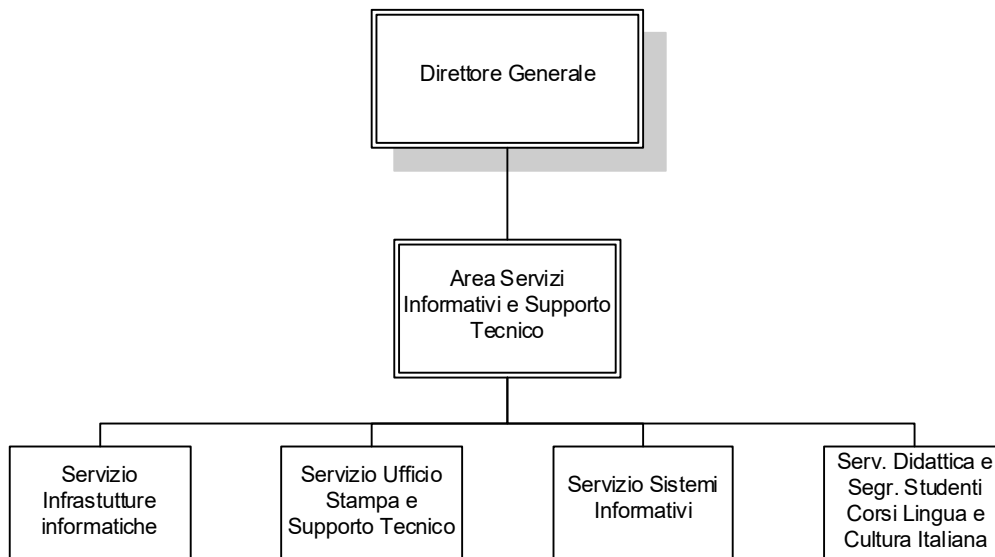 Direttore Generale
Area Servizi
Informativi e Supporto
Tecnico
Servizio
Infrastutture
informatiche
Servizio Ufficio
Stampa e
Supporto Tecnico
Servizio Sistemi
Informativi
Serv. Didattica e
Segr. Studenti
Corsi Lingua e
Cultura Italiana